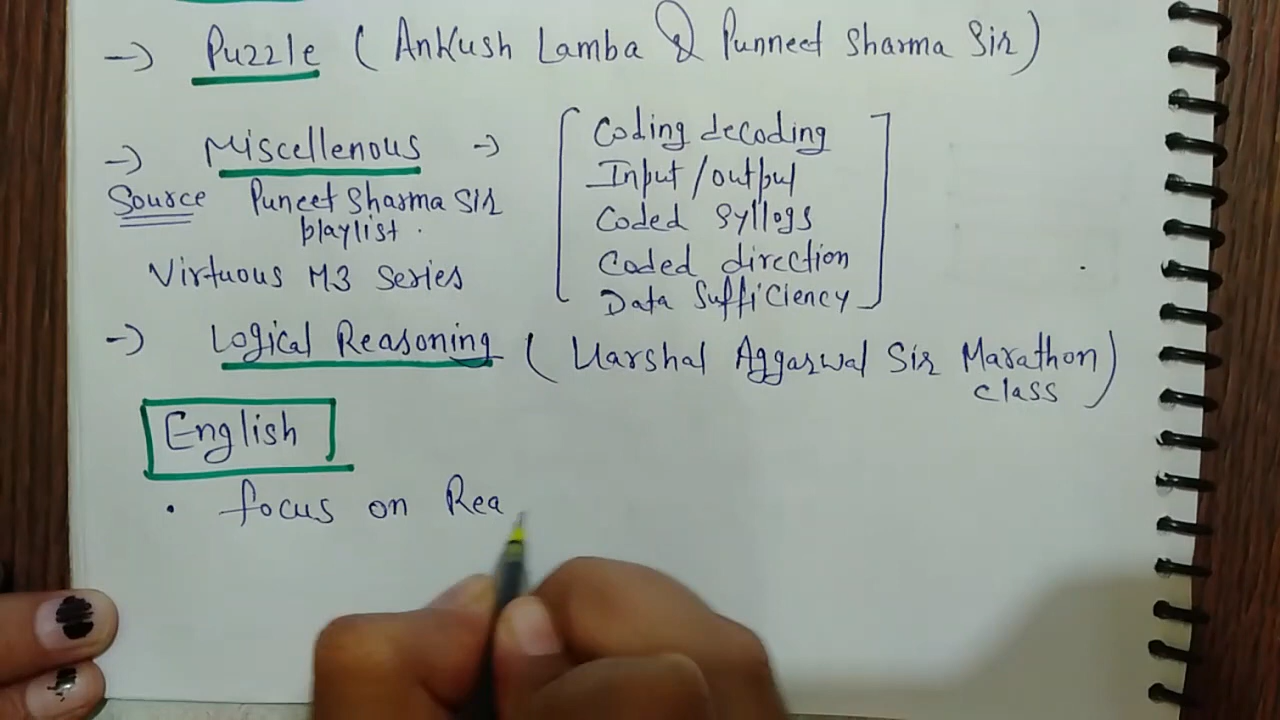 -> Puzzle ( Ankush Lamba & Punneet Sharma Sir )
-> Miscellenous ->
Source Puneet Sharma Sir
playlist .
Virtuous M3 Series
[ Coding decoding
Input / output
Coded Syllogs
Coded direction
Data Sufficiency ]
-> Logical Reasoning ( Harshal Aggarwal Sir Marathon
class )
English
• focus on Rea